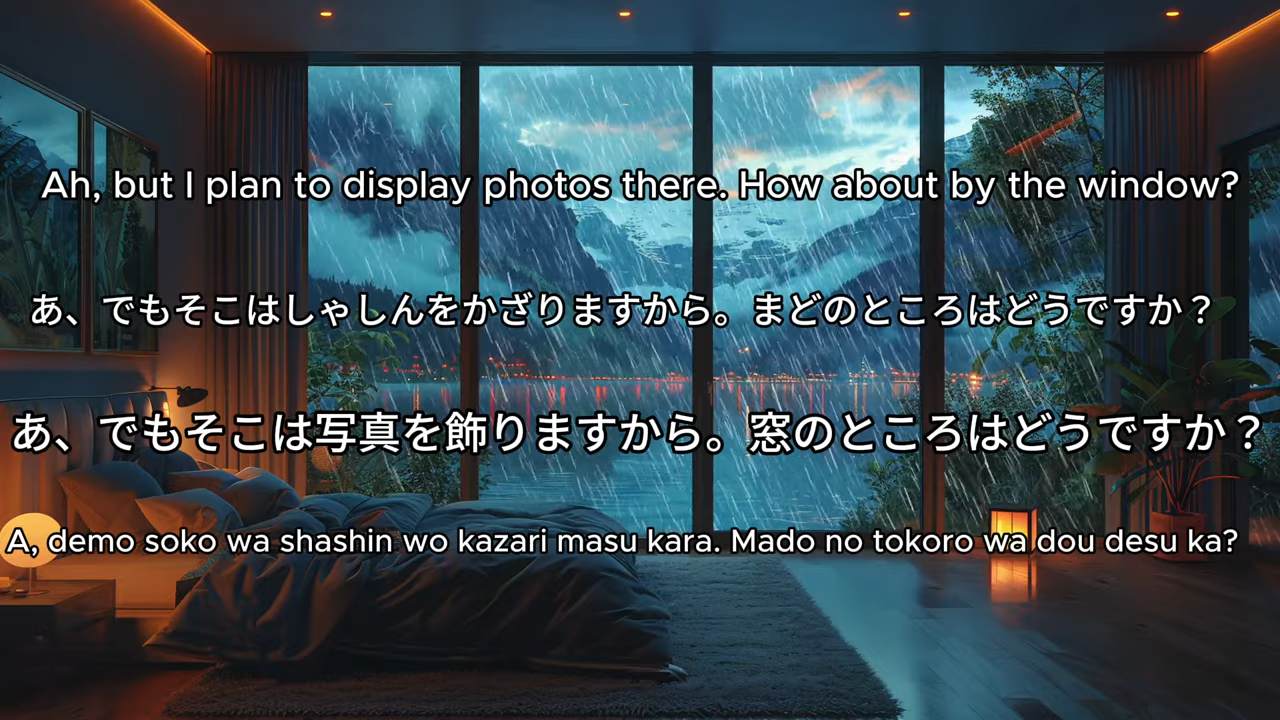 Ah, but I plan to display photos there. How about by the window?
あ、でもそこはしゃしんをかざりますから。まどのところはどうですか？
あ、でもそこは写真を飾りますから。窓のところはどうですか？
A, demo soko wa shashin wo kazari masu kara. Mado no tokoro wa dou desu ka?